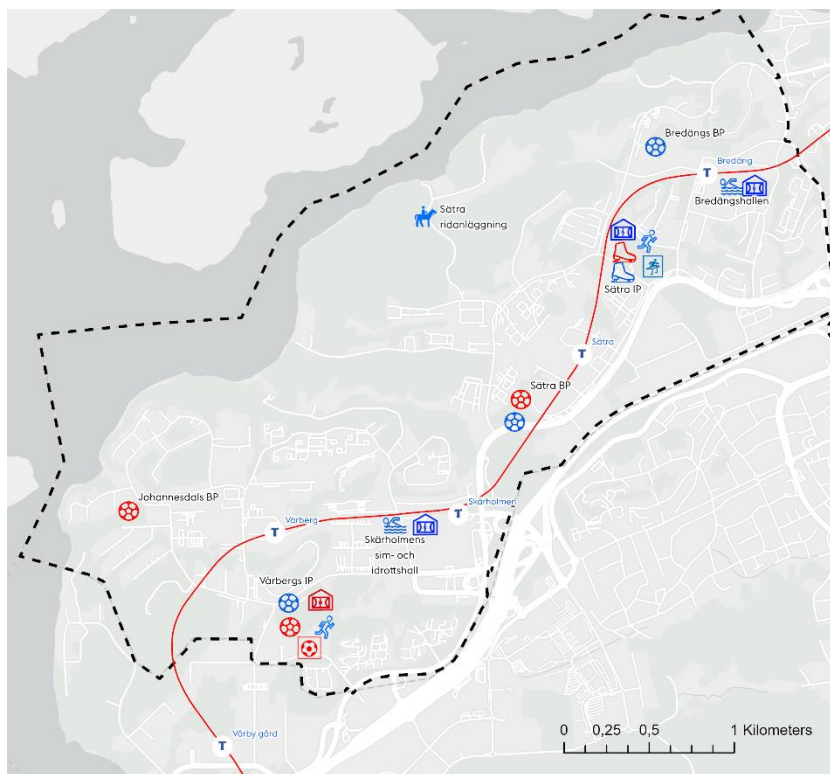 Bredängs BP
Bredäng
T
Bredängshallen
Sätra
ridanläggning
Sätra IP
Sätra
T
Sätra BP
Johannesdals BP
Vårberg
T
Skärholmen
T
Skärholmens
sim- och
idrottshall
Vårbergs IP
Vårby gård
T
0 0,25 0,5 1 Kilometers